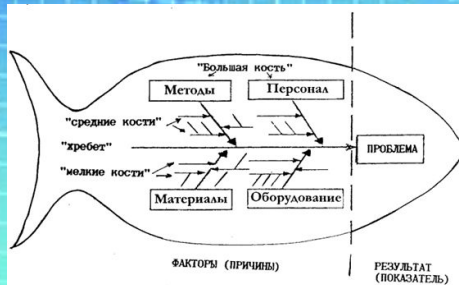 "Большая кость"
Методы
Персонал
"средние кости"
"хребет"
ПРОБЛЕМА
"мелкие кости"
Материалы
Оборудование
ФАКТОРЫ (ПРИЧИНЫ)
РЕЗУЛЬТАТ
(ПОКАЗАТЕЛЬ)